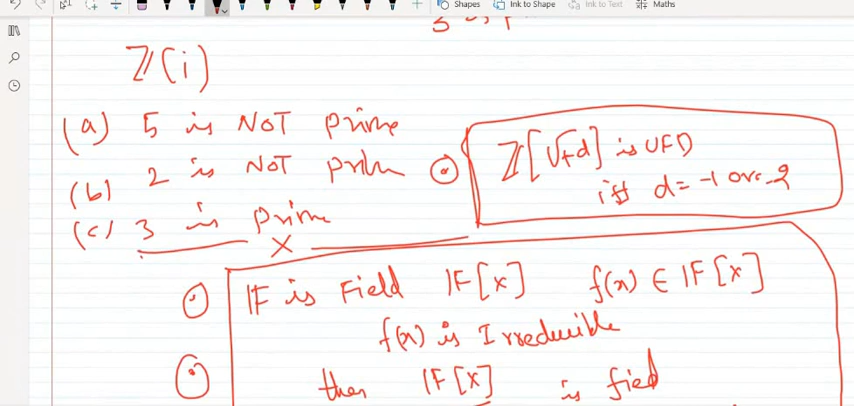 Shapes Ink to Shape Ink to Text Maths
ℤ(i)
(a) 5 is NOT prime
(b) 2 is NOT prime
(c) 3 is prime
X
ℤ[√+d] is UFD
iff d = -1 or -2
𝔽 is Field 𝔽[x] f(x) ∈ 𝔽[x]
f(x) is Irreducible
then 𝔽[x] is fied